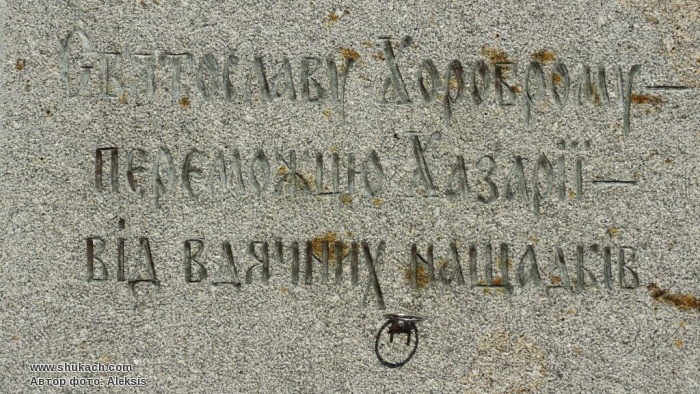 Святославу Хороброму —
переможцю Хазарії —
від вдячних нащадків
www.shukach.com
Автор фото: Aleksis